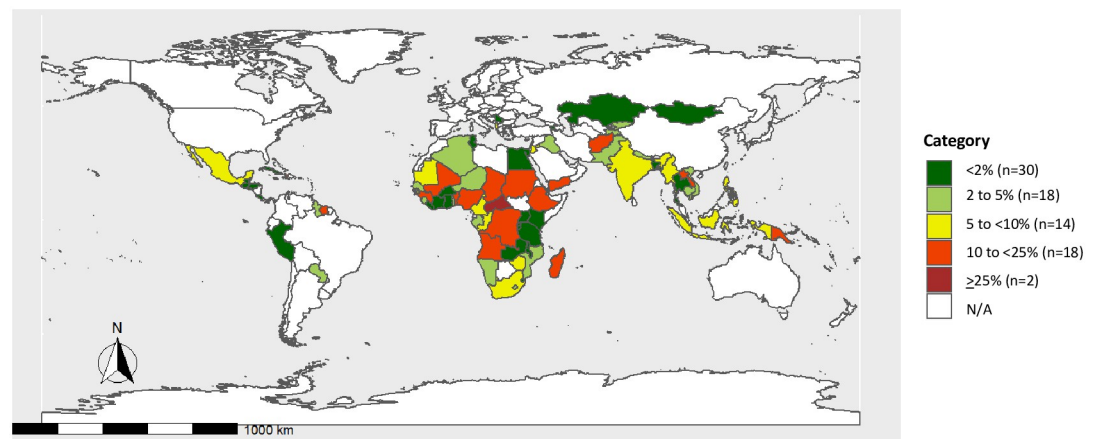 Category
<2% (n=30)
2 to 5% (n=18)
5 to <10% (n=14)
10 to <25% (n=18)
≥25% (n=2)
N/A
N
1000 km